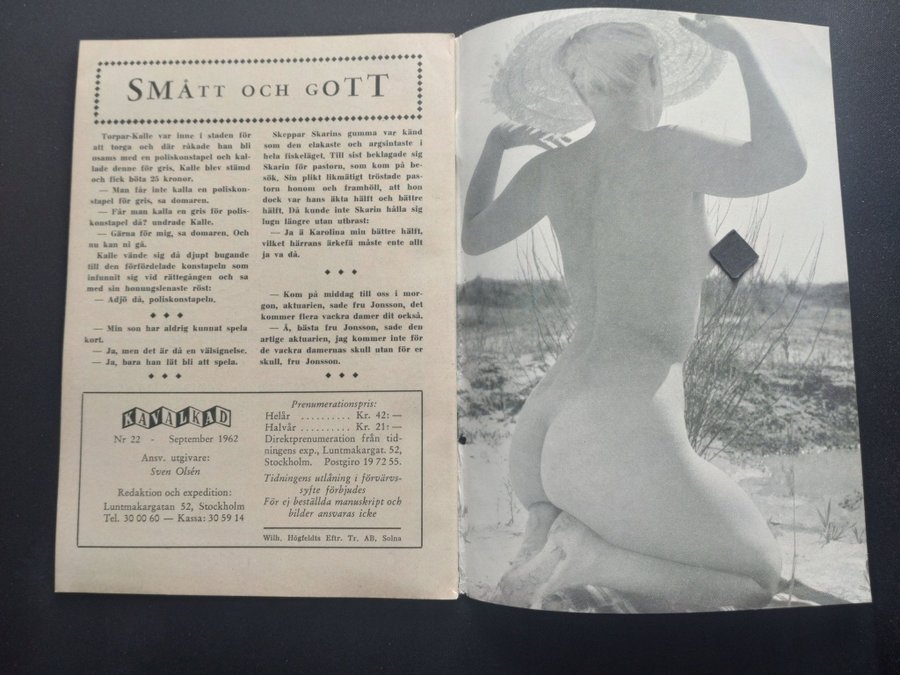 SMÅTT OCH GOTT
Torpar-Kalle var inne i staden för
att torga och där råkade han bli
osams med en poliskonstapel och kal-
lade denne för gris. Kalle blev stämd
och fick böta 25 kronor.
— Man får inte kalla en poliskon-
stapel för gris, sa domaren.
— Får man kalla en gris för polis-
konstapel då? undrade Kalle.
— Gärna för mig, sa domaren. Och
nu kan ni gå.
Kalle vände sig då djupt bugande
till den förfördelade konstapeln som
infunnit sig vid rättegången och sa
med sin honungslenaste röst:
— Adjö då, poliskonstapeln.
— Min son har aldrig kunnat spela
kort.
— Ja, men det är då en välsignelse.
— Ja, bara han lät bli att spela.
Skeppar Skarins gumma var känd
som den elakaste och argsintaste i
hela fiskeläget. Till sist beklagade sig
Skarin för pastorn, som kom på be-
sök. Sin plikt likmätigt tröstade pas-
torn honom och framhöll, att hon
dock var hans äkta hälft och bättre
hälft. Då kunde inte Skarin hålla sig
lugn längre utan utbrast:
— Ja ä Karolina min bättre hälft,
vilket härrans ärkefä måste ente allt
ja va då.
— Kom på middag till oss i mor-
gon, aktuarien, sade fru Jonsson, det
kommer flera vackra damer dit också.
— Å, bästa fru Jonsson, sade den
artige aktuarien, jag kommer inte för
de vackra damernas skull utan för er
skull, fru Jonsson.
KAVALKAD
Nr 22 - September 1962
Ansv. utgivare:
Sven Olsén
Redaktion och expedition:
Luntmakargatan 52, Stockholm
Tel. 30 00 60 — Kassa: 30 59 14
Prenumerationspris:
Helår .......... Kr. 42: —
Halvår .......... Kr. 21: —
Direktprenumeration från tid-
ningens exp., Luntmakargat. 52,
Stockholm. Postgiro 19 72 55.
Tidningens utlåning i förvärvs-
syfte förbjudes
För ej beställda manuskript och
bilder ansvaras icke
Wilh. Högfeldts Eftr. Tr. AB, Solna